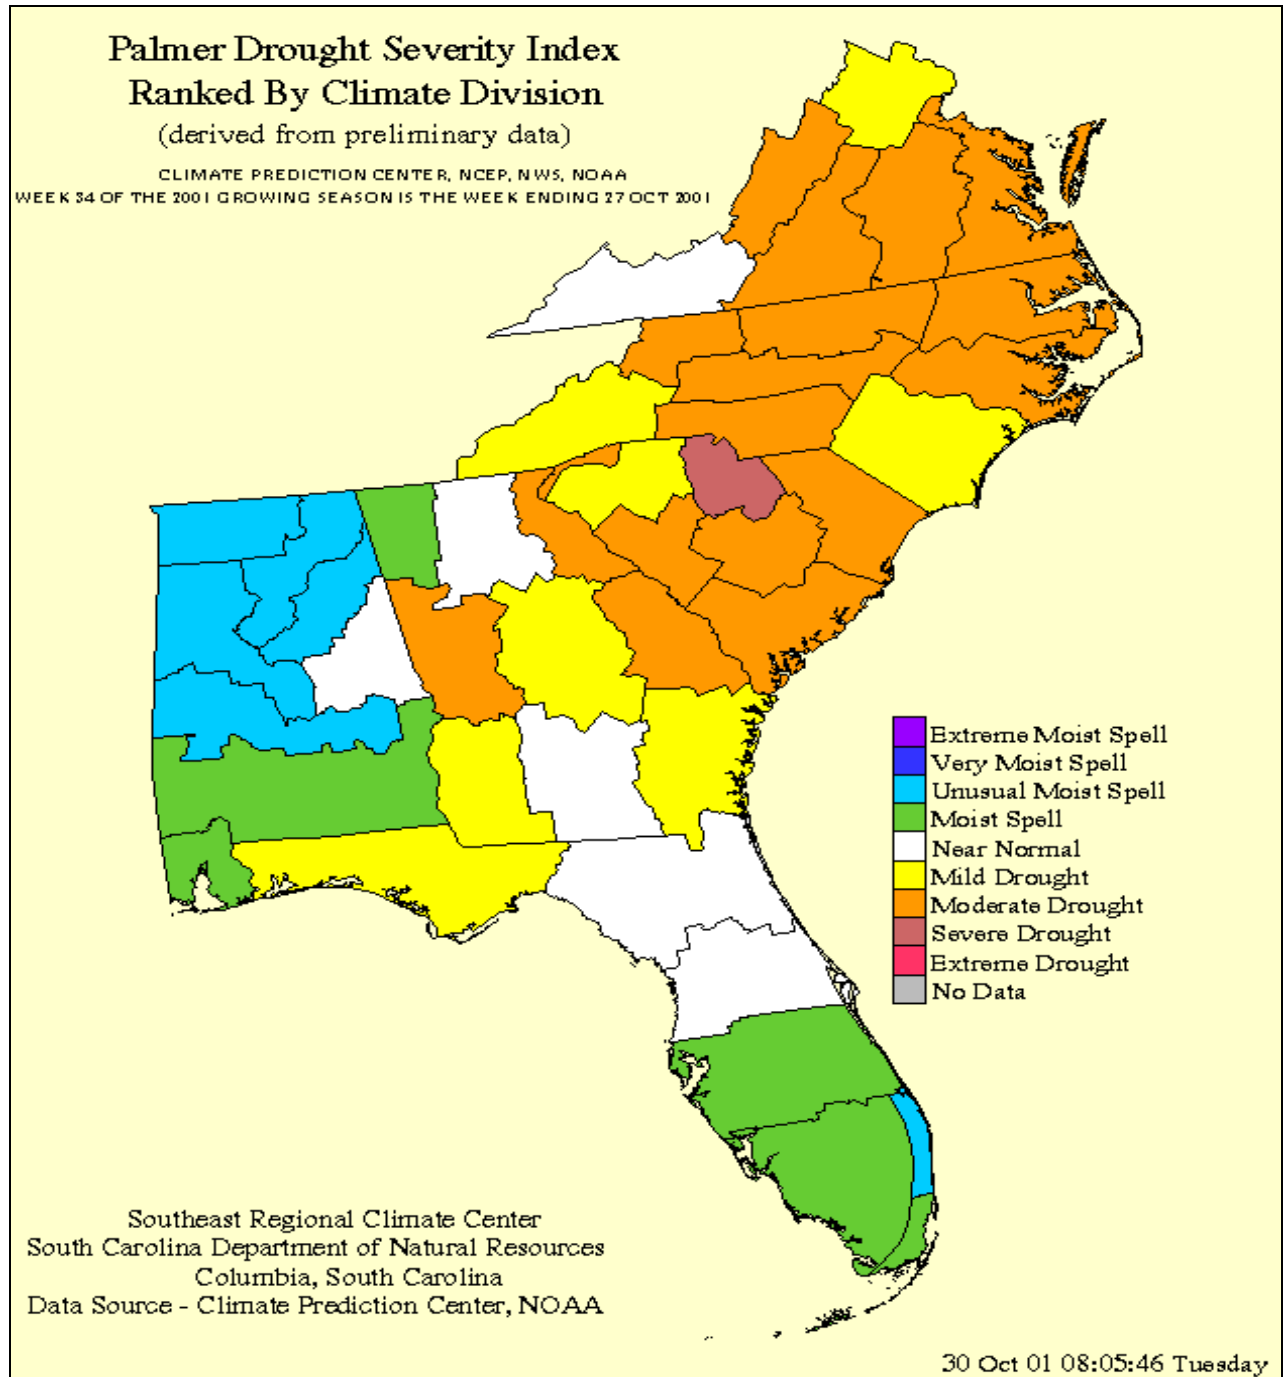 Palmer Drought Severity Index
Ranked By Climate Division
(derived from preliminary data)
CLIMATE PREDICTION CENTER, NCEP, NWS, NOAA
WEEK 34 OF THE 2001 GROWING SEASON IS THE WEEK ENDING 27 OCT 2001
Extreme Moist Spell
Very Moist Spell
Unusual Moist Spell
Moist Spell
Near Normal
Mild Drought
Moderate Drought
Severe Drought
Extreme Drought
No Data
Southeast Regional Climate Center
South Carolina Department of Natural Resources
Columbia, South Carolina
Data Source - Climate Prediction Center, NOAA
30 Oct 01 08:05:46 Tuesday